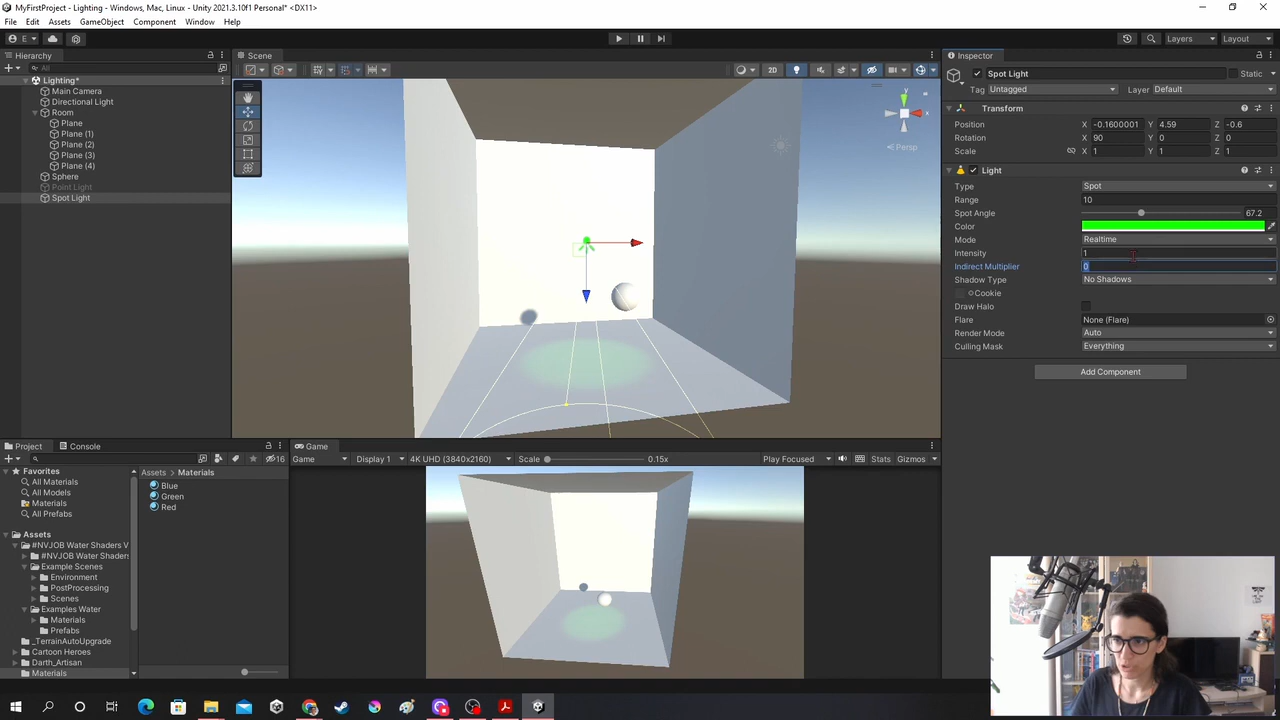 MyFirstProject - Lighting - Windows, Mac, Linux - Unity 2021.3.10f1 Personal* <DX11>
File Edit Assets GameObject Component Window Help
E
Layers
Layout
Hierarchy
All
Lighting*
Main Camera
Directional Light
Room
Plane
Plane (1)
Plane (2)
Plane (3)
Plane (4)
Sphere
Point Light
Spot Light
Scene
2D
y
x
Persp
Inspector
Spot Light
Static
Tag Untagged Layer Default
Transform
Position X -0.1600001 Y 4.59 Z -0.6
Rotation X 90 Y 0 Z 0
Scale X 1 Y 1 Z 1
Light
Type Spot
Range 10
Spot Angle 67.2
Color
Mode Realtime
Intensity 1
Indirect Multiplier 0
Shadow Type No Shadows
Cookie
Draw Halo
Flare None (Flare)
Render Mode Auto
Culling Mask Everything
Add Component
Project Console
16
Favorites
All Materials
All Models
All Prefabs
Assets
#NVJOB Water Shaders V
#NVJOB Water Shaders
Example Scenes
Environment
PostProcessing
Scenes
Examples Water
Materials
Prefabs
_TerrainAutoUpgrade
Cartoon Heroes
Darth_Artisan
Materials
Assets > Materials
Blue
Green
Red
Game
Game Display 1 4K UHD (3840x2160) Scale 0.15x Play Focused Stats Gizmos